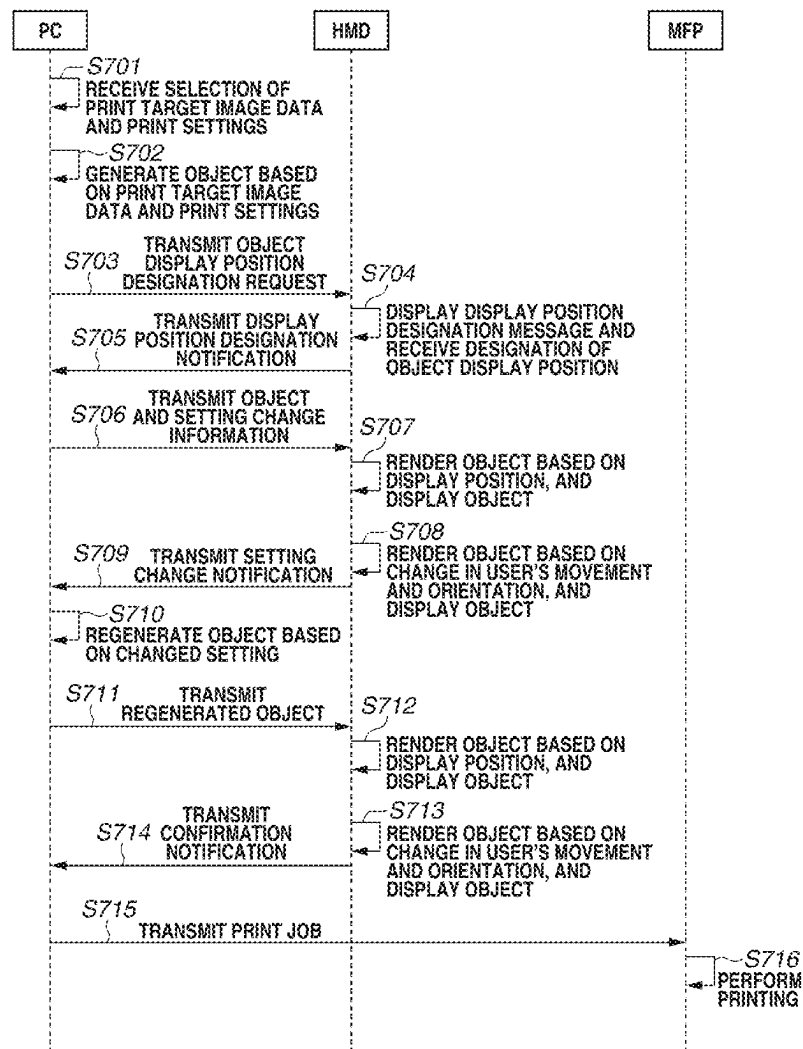 PC
HMD
MFP
S701
RECEIVE SELECTION OF
PRINT TARGET IMAGE DATA
AND PRINT SETTINGS
S702
GENERATE OBJECT BASED
ON PRINT TARGET IMAGE
DATA AND PRINT SETTINGS
S703
TRANSMIT OBJECT
DISPLAY POSITION
DESIGNATION REQUEST
S704
DISPLAY DISPLAY POSITION
DESIGNATION MESSAGE AND
RECEIVE DESIGNATION OF
OBJECT DISPLAY POSITION
S705
TRANSMIT DISPLAY
POSITION DESIGNATION
NOTIFICATION
S706
TRANSMIT OBJECT
AND SETTING CHANGE
INFORMATION
S707
RENDER OBJECT BASED ON
DISPLAY POSITION, AND
DISPLAY OBJECT
S708
RENDER OBJECT BASED ON
CHANGE IN USER'S MOVEMENT
AND ORIENTATION, AND
DISPLAY OBJECT
S709
TRANSMIT SETTING
CHANGE NOTIFICATION
S710
REGENERATE OBJECT BASED
ON CHANGED SETTING
S711
TRANSMIT
REGENERATED OBJECT
S712
RENDER OBJECT BASED ON
DISPLAY POSITION, AND
DISPLAY OBJECT
S713
RENDER OBJECT BASED ON
CHANGE IN USER'S MOVEMENT
AND ORIENTATION, AND
DISPLAY OBJECT
S714
TRANSMIT
CONFIRMATION
NOTIFICATION
S715
TRANSMIT PRINT JOB
S716
PERFORM
PRINTING